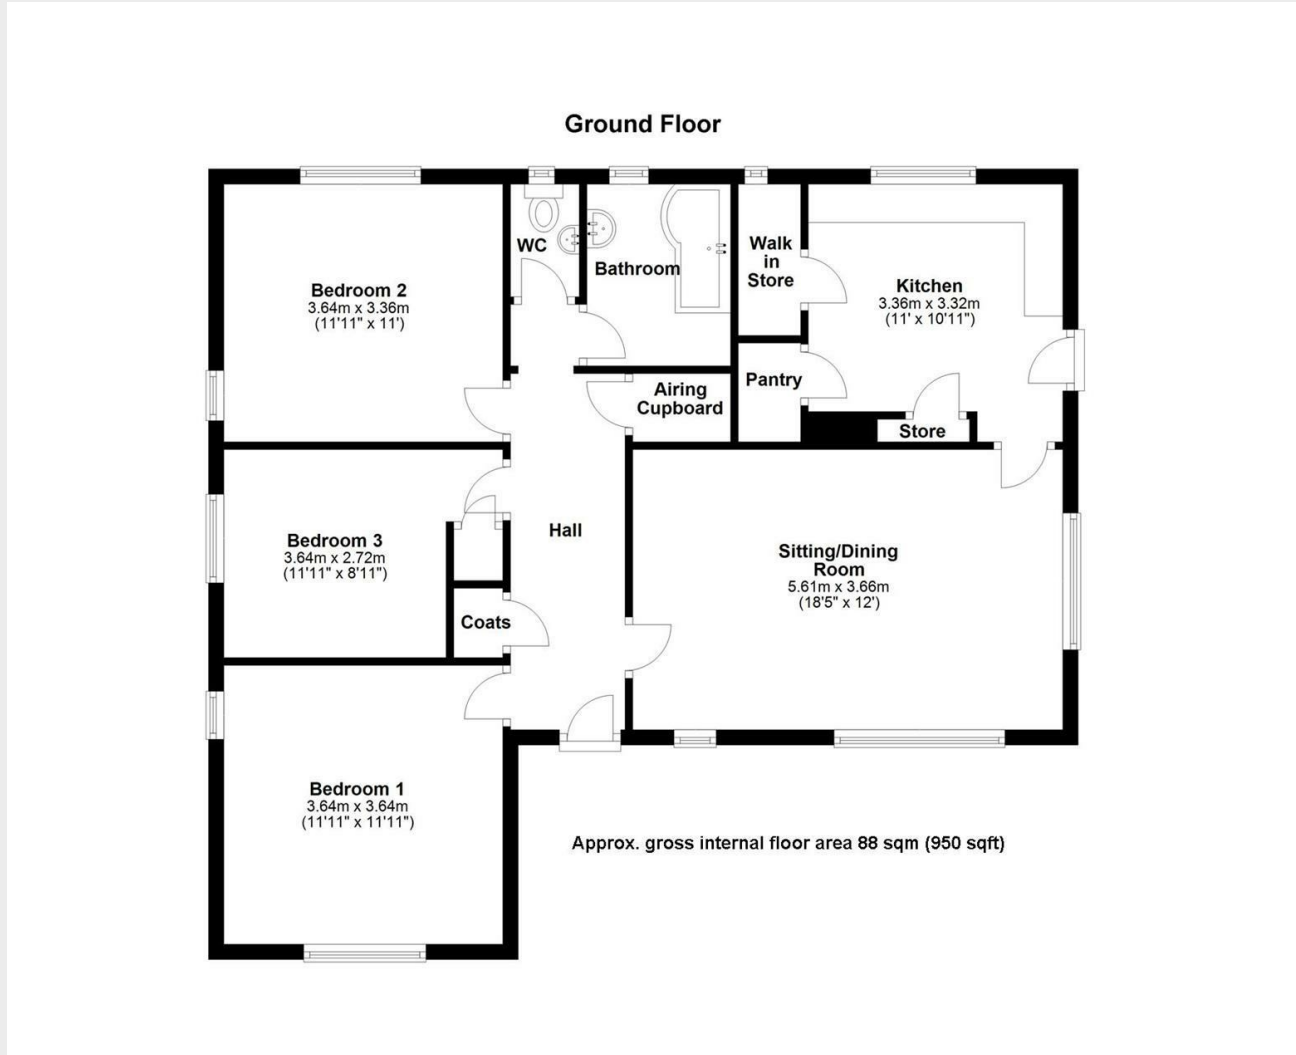 Ground Floor
WC
Bathroom
Walk
in
Store
Kitchen
3.36m x 3.32m
(11' x 10'11")
Bedroom 2
3.64m x 3.36m
(11'11" x 11')
Pantry
Airing
Cupboard
Store
Hall
Bedroom 3
3.64m x 2.72m
(11'11" x 8'11")
Sitting/Dining
Room
5.61m x 3.66m
(18'5" x 12')
Coats
Bedroom 1
3.64m x 3.64m
(11'11" x 11'11")
Approx. gross internal floor area 88 sqm (950 sqft)